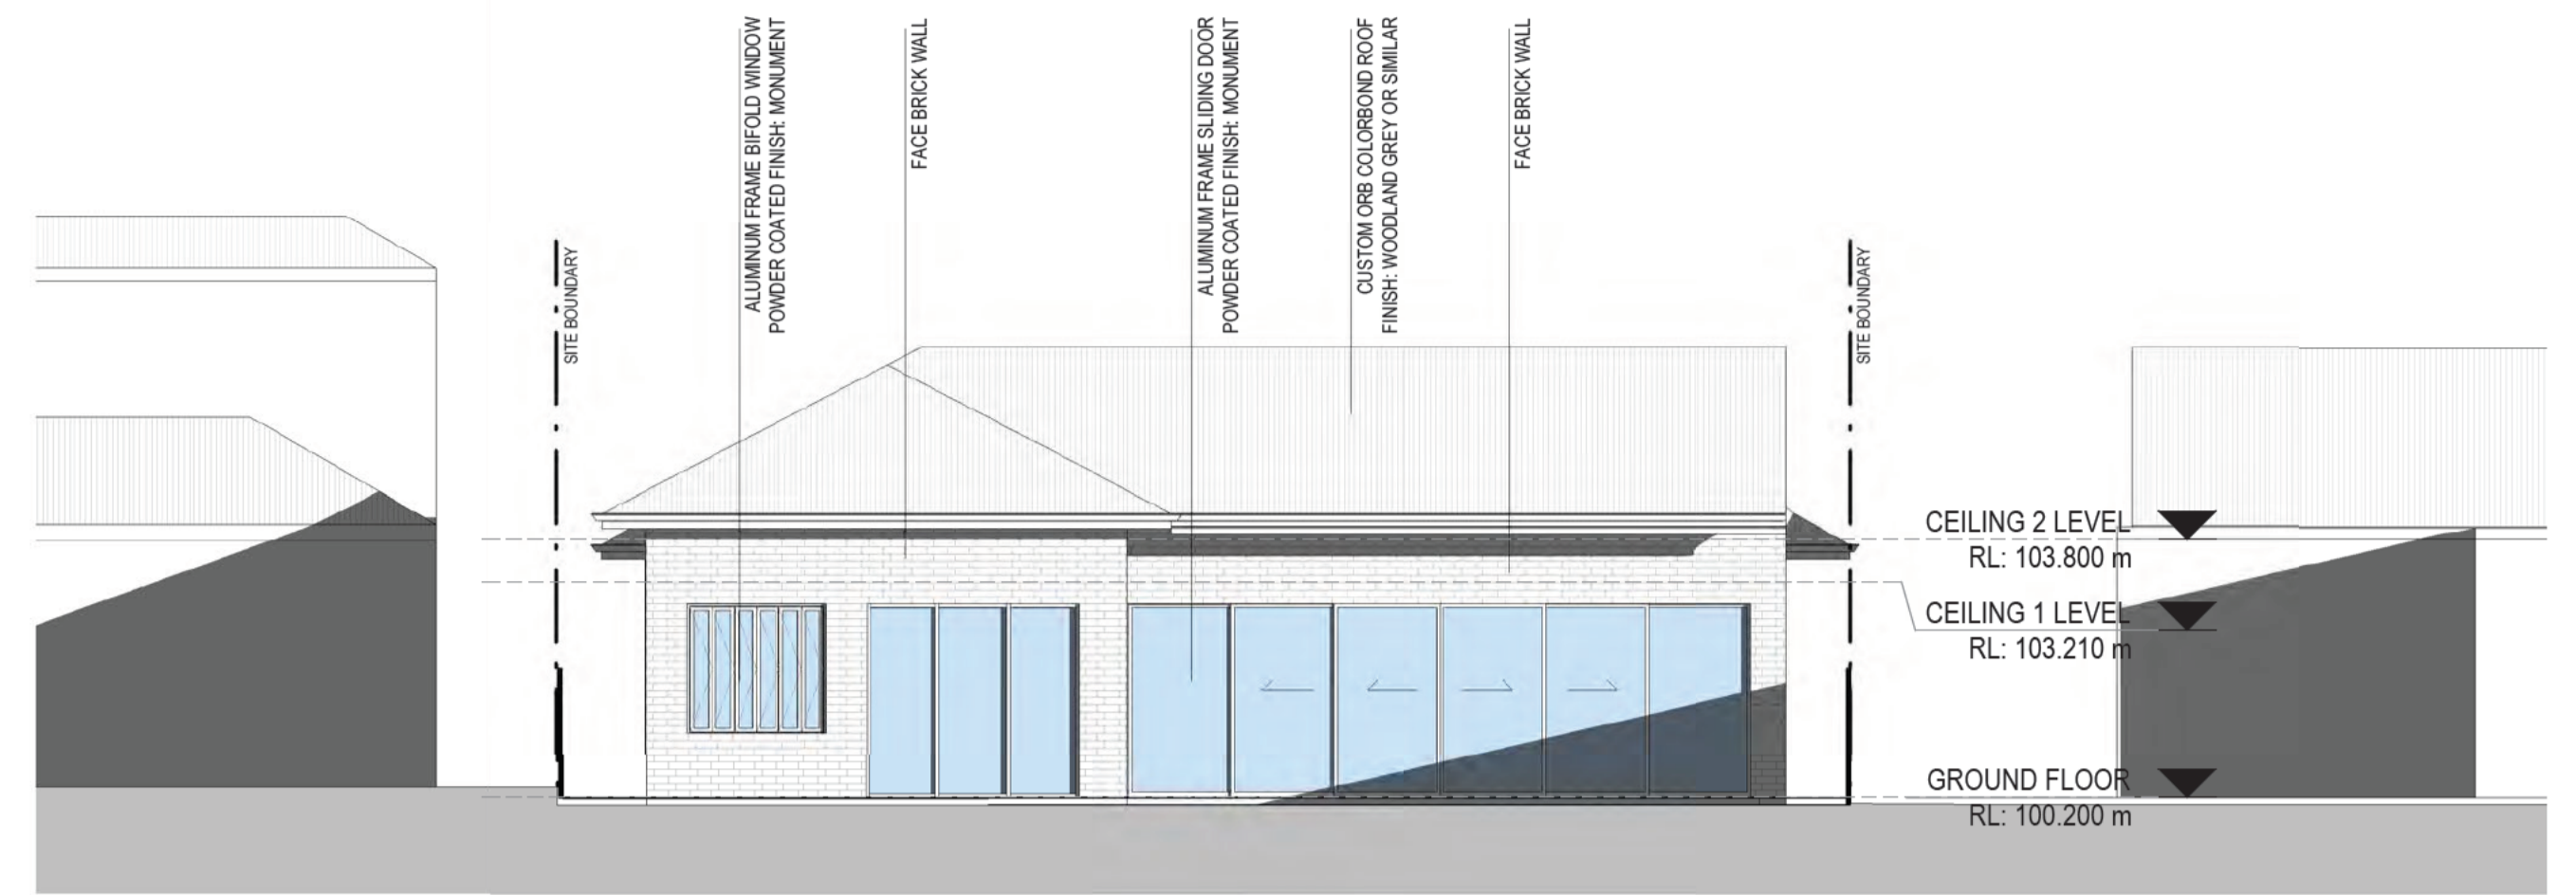 ALUMINUM FRAME BIFOLD WINDOW
POWDER COATED FINISH: MONUMENT
FACE BRICK WALL
ALUMINUM FRAME SLIDING DOOR
POWDER COATED FINISH: MONUMENT
CUSTOM ORB COLORBOND ROOF
FINISH: WOODLAND GREY OR SIMILAR
FACE BRICK WALL
SITE BOUNDARY
SITE BOUNDARY
CEILING 2 LEVEL
RL: 103.800 m
CEILING 1 LEVEL
RL: 103.210 m
GROUND FLOOR
RL: 100.200 m